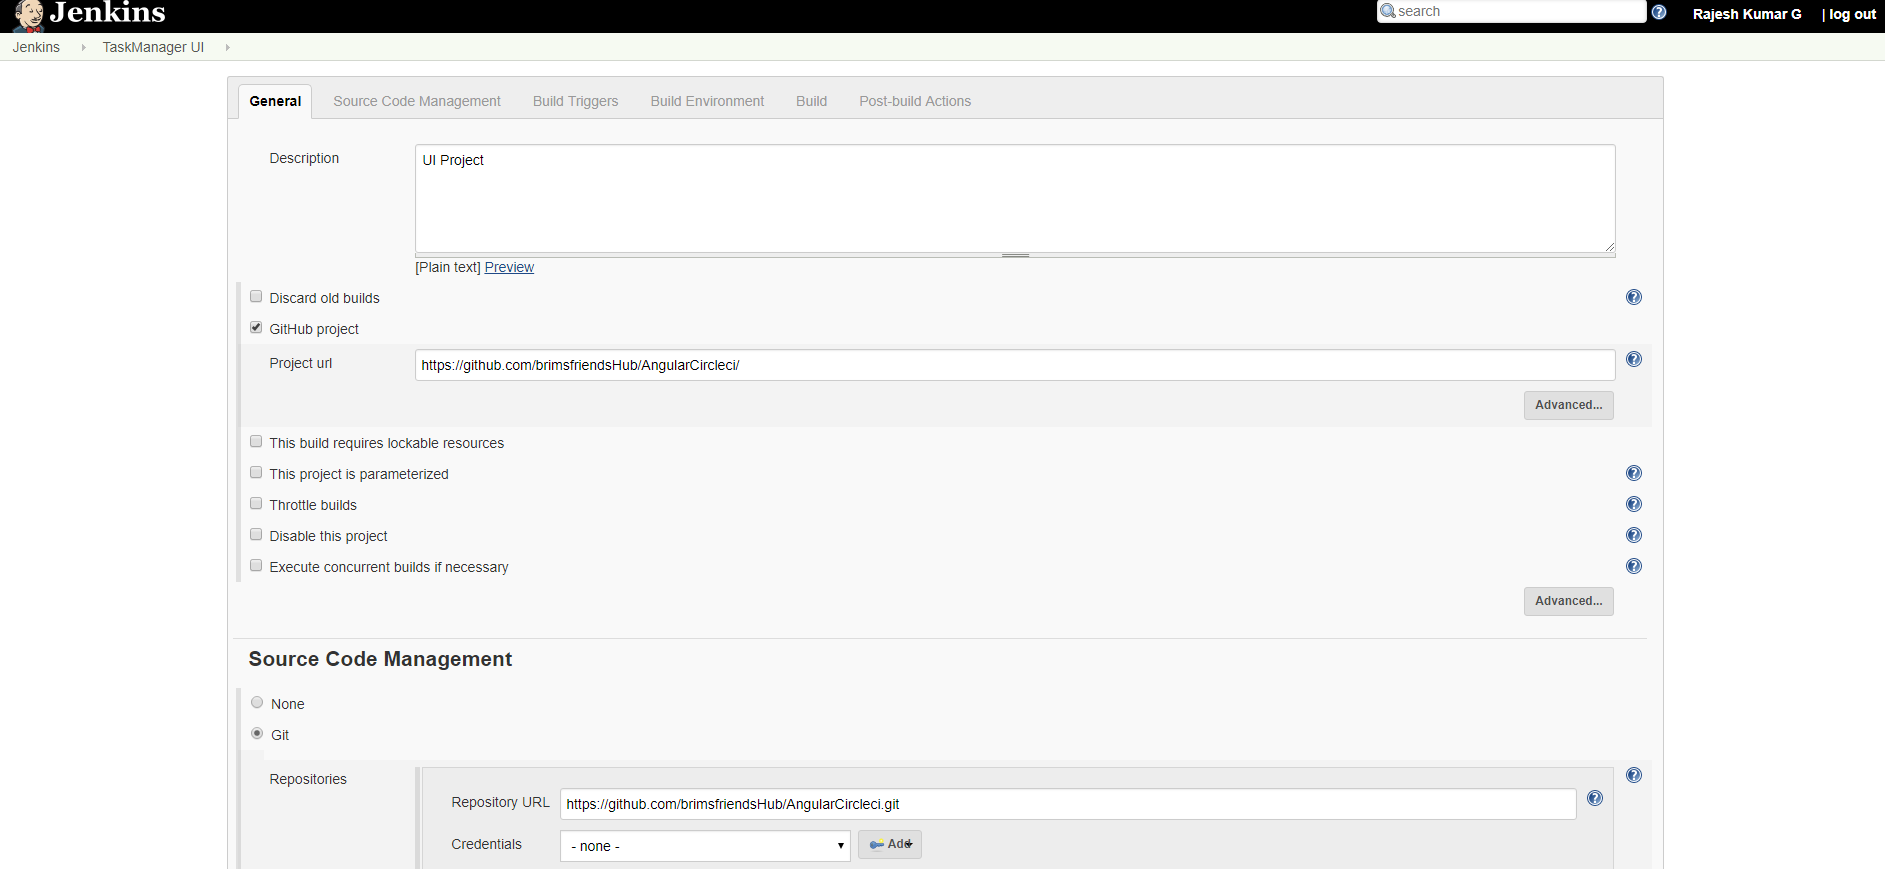 Jenkins
search
Rajesh Kumar G | log out
Jenkins TaskManager UI
General Source Code Management Build Triggers Build Environment Build Post-build Actions
Description
UI Project
[Plain text] Preview
Discard old builds
GitHub project
Project url
https://github.com/brimsfriendsHub/AngularCircleci/
Advanced...
This build requires lockable resources
This project is parameterized
Throttle builds
Disable this project
Execute concurrent builds if necessary
Advanced...
Source Code Management
None
Git
Repositories
Repository URL
https://github.com/brimsfriendsHub/AngularCircleci.git
Credentials
- none -
Add